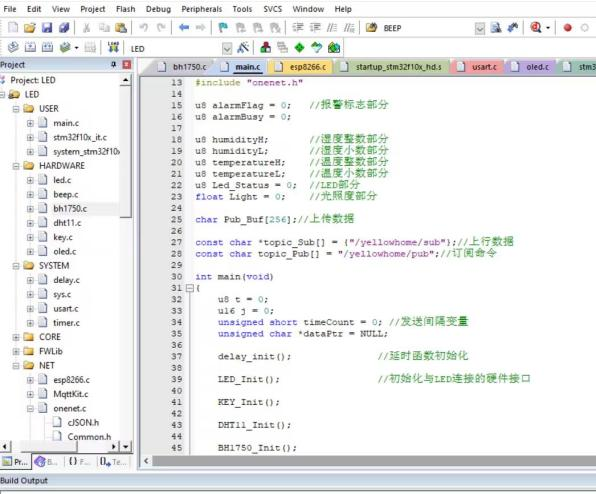 File Edit View Project Flash Debug Peripherals Tools SVCS Window Help
BEEP
LED
Project
bh1750.c main.c esp8266.c startup_stm32f10x_hd.s usart.c oled.c stm3
Project: LED
LED
USER
main.c
stm32f10x_it.c
system_stm32f10x
HARDWARE
led.c
beep.c
bh1750.c
dht11.c
key.c
oled.c
SYSTEM
delay.c
sys.c
usart.c
timer.c
CORE
FWLib
NET
esp8266.c
MqttKit.c
onenet.c
cJSON.h
Common.h
Pr... B... {} F... Te...
13 #include "onenet.h"
14
15 u8 alarmFlag = 0; //报警标志部分
16 u8 alarmBusy = 0;
17
18 u8 humidityH; //湿度整数部分
19 u8 humidityL; //湿度小数部分
20 u8 temperatureH; //温度整数部分
21 u8 temperatureL; //温度小数部分
22 u8 Led_Status = 0; //LED部分
23 float Light = 0; //光照度部分
24
25 char Pub_Buf[256];//上传数据
26
27 const char *topic_Sub[] = {"/yellowhome/sub"};//上行数据
28 const char topic_Pub[] = "/yellowhome/pub";//订阅命令
29
30 int main(void)
31 {
32 u8 t = 0;
33 u16 j = 0;
34 unsigned short timeCount = 0; //发送间隔变量
35 unsigned char *dataPtr = NULL;
36
37 delay_init(); //延时函数初始化
38
39 LED_Init(); //初始化与LED连接的硬件接口
40
41 KEY_Init();
42
43 DHT11_Init();
44
45 BH1750_Init();
Build Output